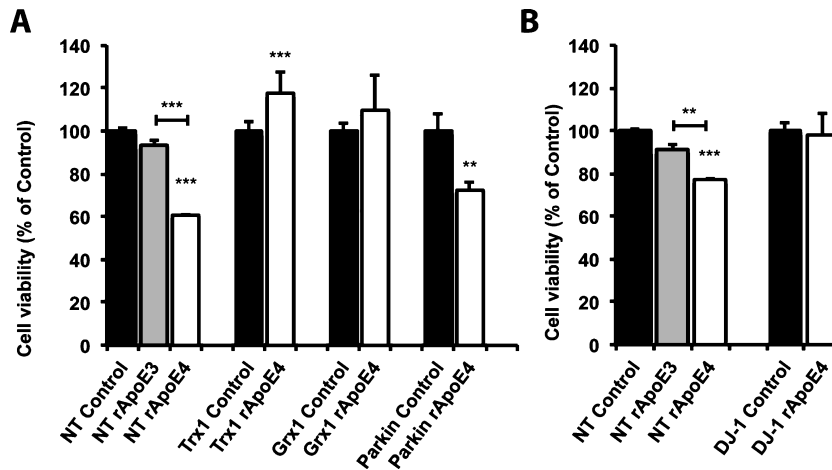 A
Cell viability (% of Control)
140
120
100
80
60
40
20
0
***
***
***
**
NT Control
NT rApoE3
NT rApoE4
Trx1 Control
Trx1 rApoE4
Grx1 Control
Grx1 rApoE4
Parkin Control
Parkin rApoE4
B
Cell viability (% of Control)
140
120
100
80
60
40
20
0
**
***
NT Control
NT rApoE3
NT rApoE4
DJ-1 Control
DJ-1 rApoE4